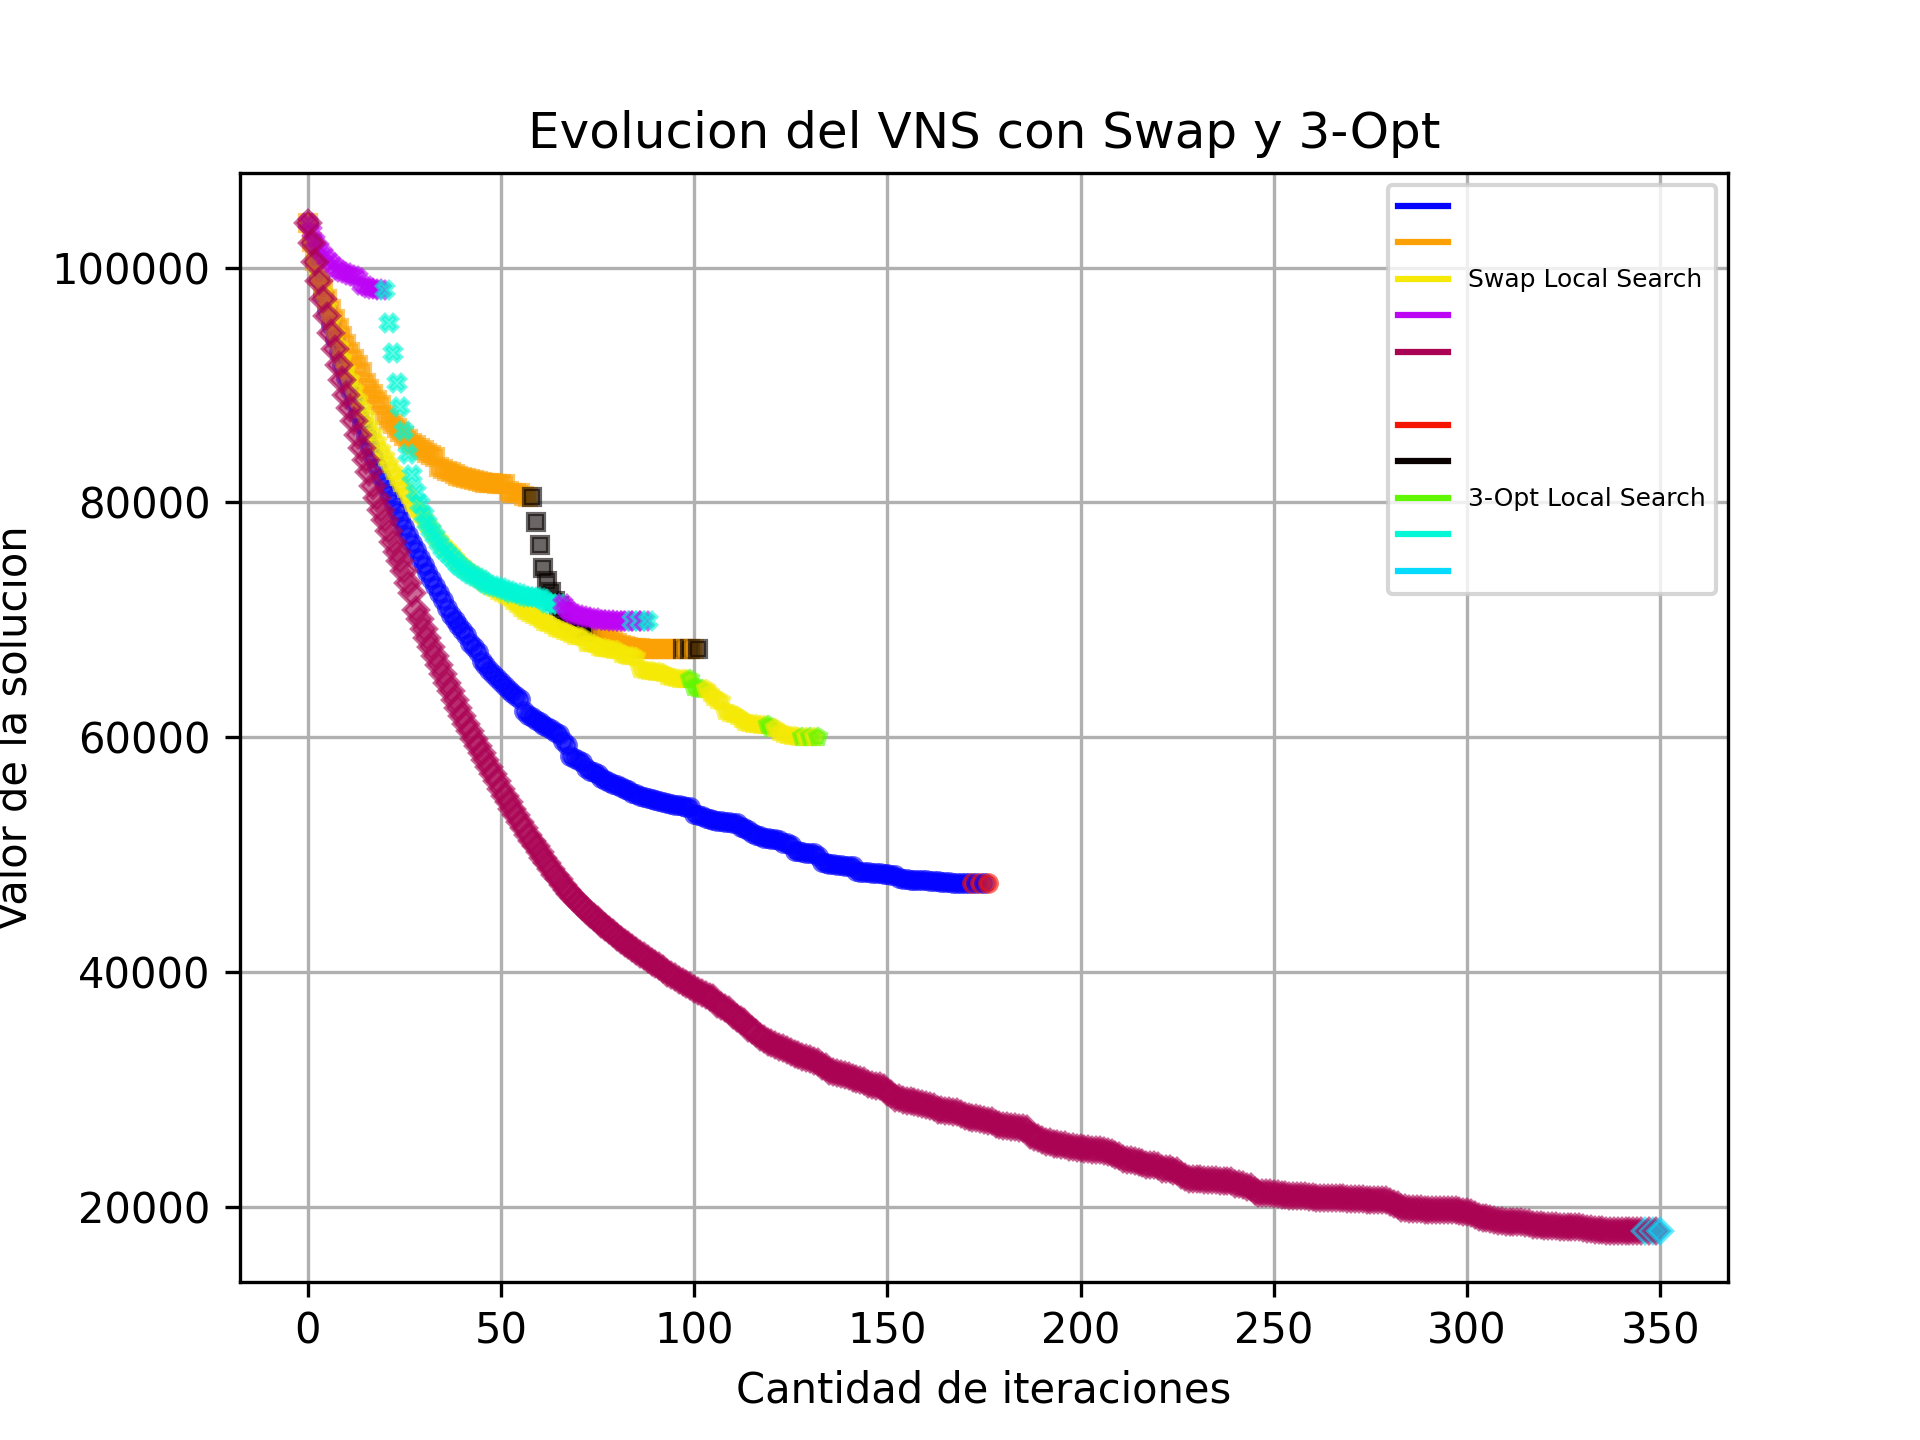 Evolucion del VNS con Swap y 3-Opt
Valor de la solucion
100000
80000
60000
40000
20000
Swap Local Search
3-Opt Local Search
0 50 100 150 200 250 300 350
Cantidad de iteraciones